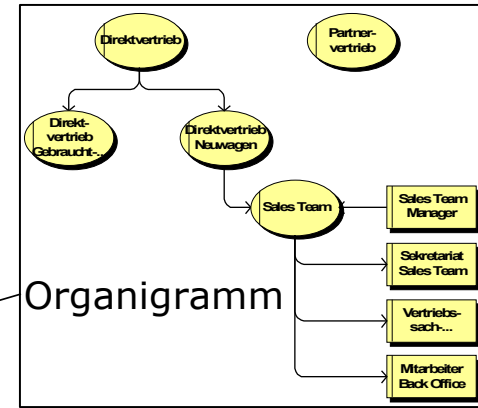 Direktvertrieb
Partner-
vertrieb
Direkt-
vertrieb
Gebraucht-...
Direktvertrieb
Neuwagen
Sales Team
Sales Team
Manager
Sekretariat
Sales Team
Vertriebs-
sach-...
Mitarbeiter
Back Office
Organigramm